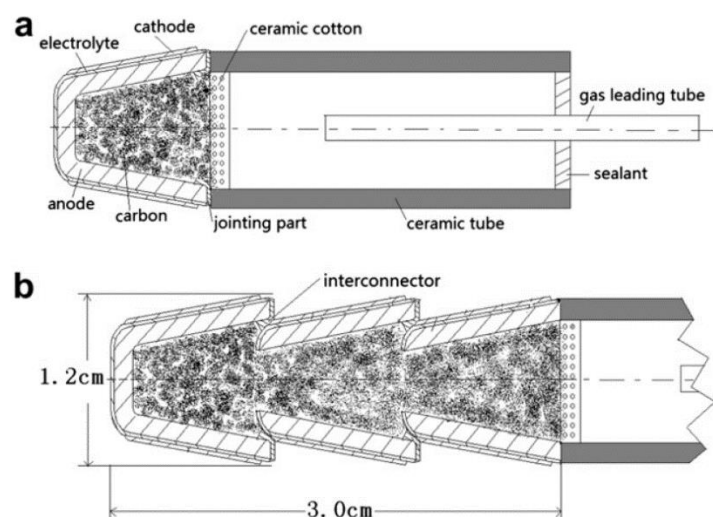 a
cathode
ceramic cotton
electrolyte
gas leading tube
sealant
anode
carbon
jointing part
ceramic tube
b
interconnector
1.2cm
3.0cm